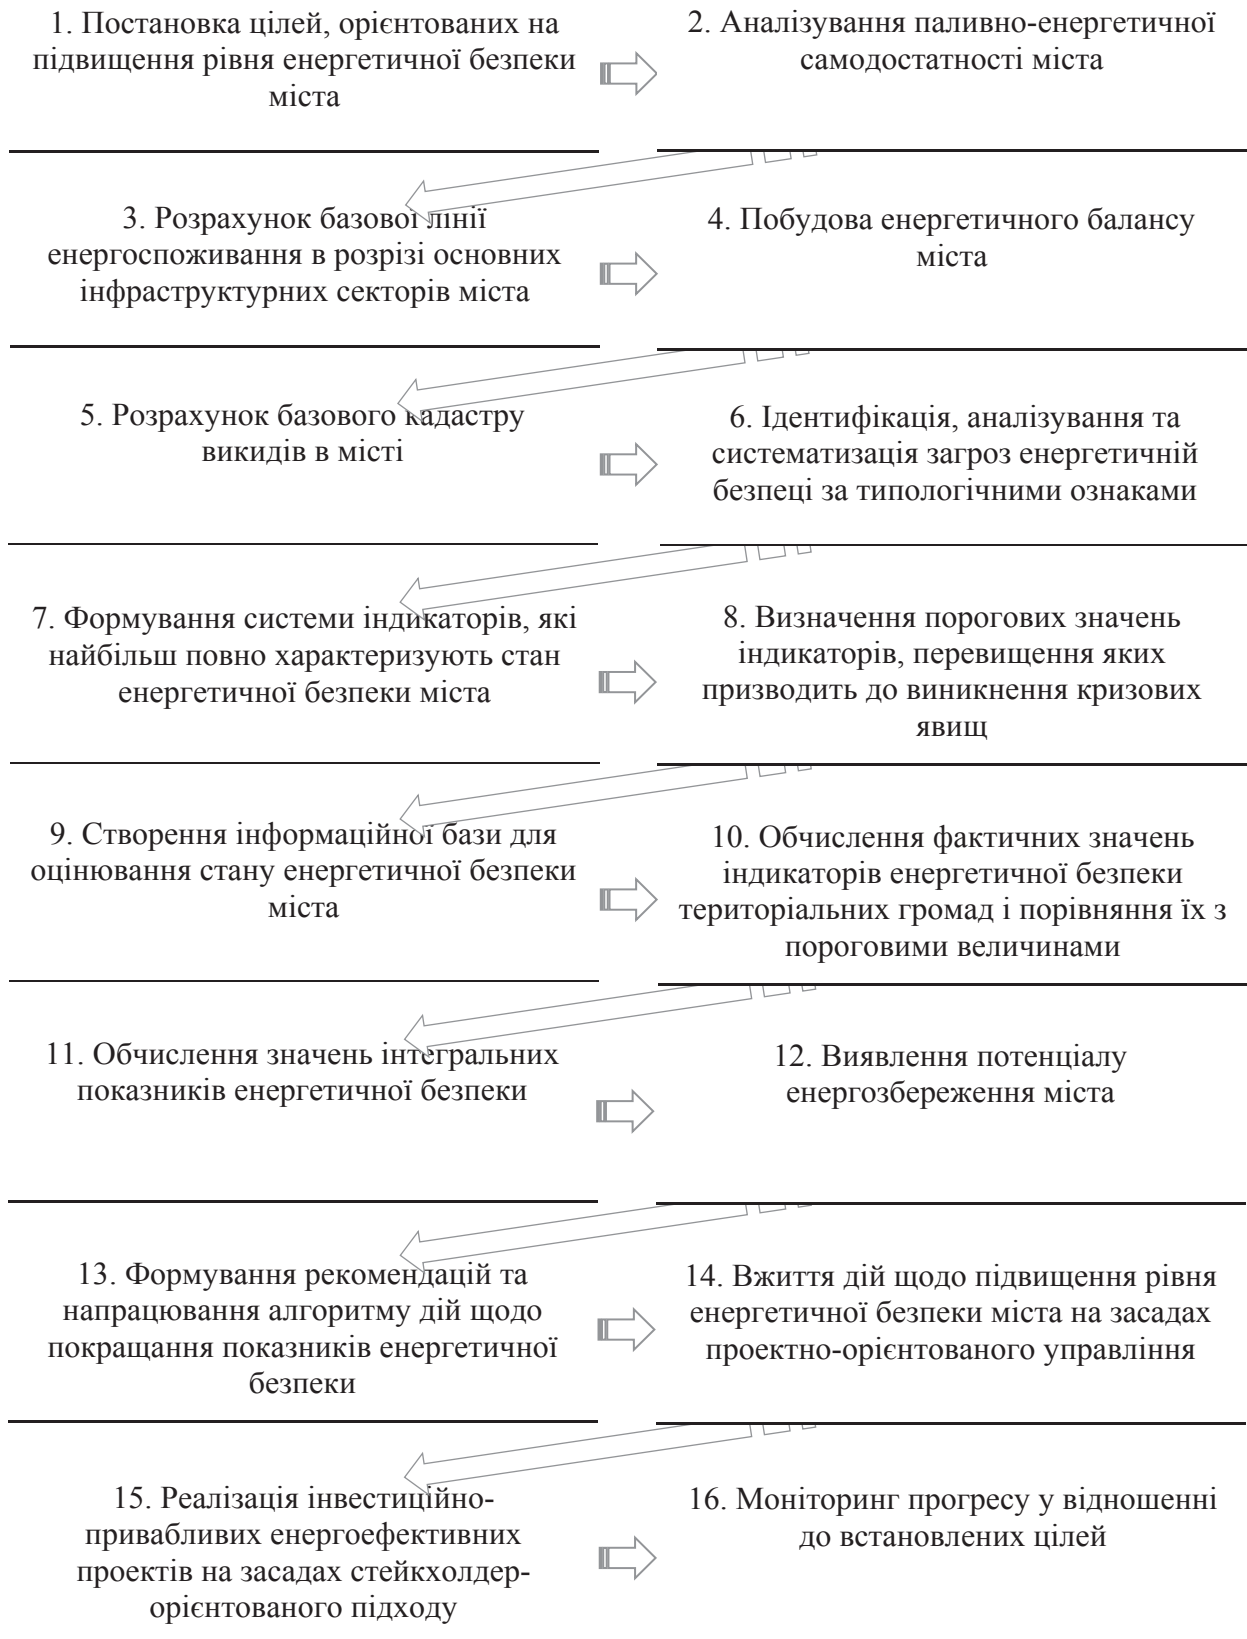 1. Постановка цілей, орієнтованих на
підвищення рівня енергетичної безпеки
міста
2. Аналізування паливно-енергетичної
самодостатності міста
3. Розрахунок базової лінії
енергоспоживання в розрізі основних
інфраструктурних секторів міста
4. Побудова енергетичного балансу
міста
5. Розрахунок базового кадастру
викидів в місті
6. Ідентифікація, аналізування та
систематизація загроз енергетичній
безпеці за типологічними ознаками
7. Формування системи індикаторів, які
найбільш повно характеризують стан
енергетичної безпеки міста
8. Визначення порогових значень
індикаторів, перевищення яких
призводить до виникнення кризових
явищ
9. Створення інформаційної бази для
оцінювання стану енергетичної безпеки
міста
10. Обчислення фактичних значень
індикаторів енергетичної безпеки
територіальних громад і порівняння їх з
пороговими величинами
11. Обчислення значень інтегральних
показників енергетичної безпеки
12. Виявлення потенціалу
енергозбереження міста
13. Формування рекомендацій та
напрацювання алгоритму дій щодо
покращання показників енергетичної
безпеки
14. Вжиття дій щодо підвищення рівня
енергетичної безпеки міста на засадах
проектно-орієнтованого управління
15. Реалізація інвестиційно-
привабливих енергоефективних
проектів на засадах стейкхолдер-
орієнтованого підходу
16. Моніторинг прогресу у відношенні
до встановлених цілей